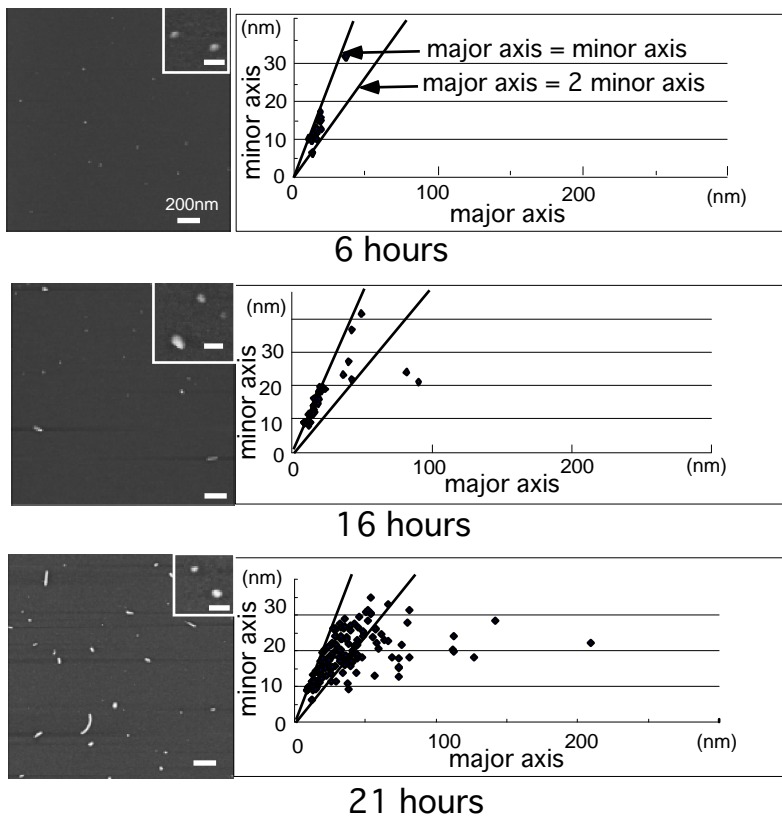 (nm)
30
20
10
0
minor axis
major axis = minor axis
major axis = 2 minor axis
0 100 200 (nm)
major axis
200nm
6 hours
(nm)
30
20
10
0
minor axis
0 100 200 (nm)
major axis
16 hours
(nm)
30
20
10
0
minor axis
0 100 200 (nm)
major axis
21 hours